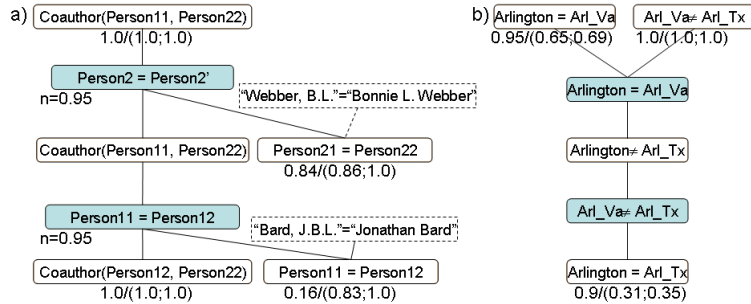 a)
Coauthor(Person11, Person22)
1.0/(1.0;1.0)
Person2 = Person2'
n=0.95
"Webber, B.L."="Bonnie L. Webber"
Coauthor(Person11, Person22)
Person21 = Person22
0.84/(0.86;1.0)
Person11 = Person12
n=0.95
"Bard, J.B.L."="Jonathan Bard"
Coauthor(Person12, Person22)
1.0/(1.0;1.0)
Person11 = Person12
0.16/(0.83;1.0)
b)
Arlington = Arl_Va
0.95/(0.65;0.69)
Arl_Va≠ Arl_Tx
1.0/(1.0;1.0)
Arlington = Arl_Va
Arlington≠ Arl_Tx
Arl_Va≠ Arl_Tx
Arlington = Arl_Tx
0.9/(0.31;0.35)